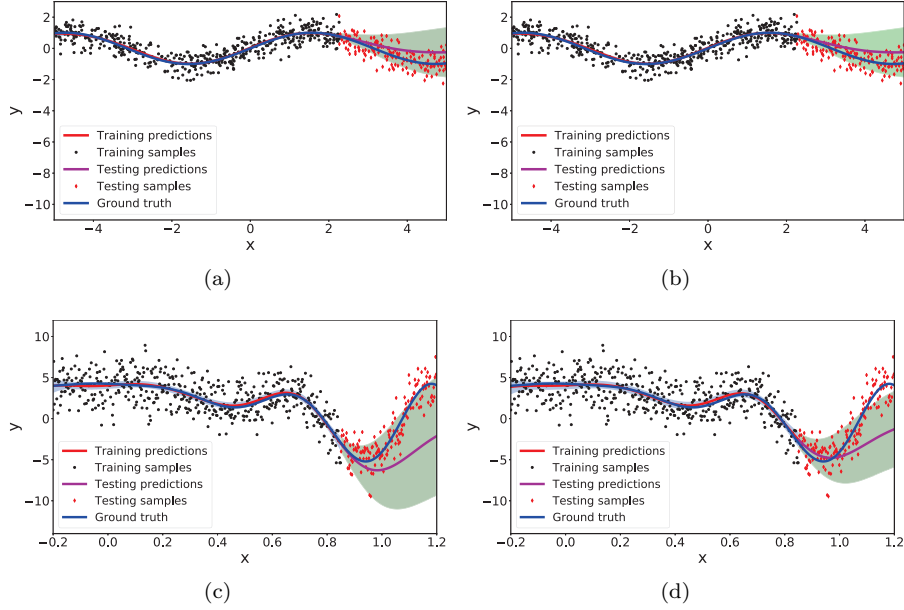 2
0
−2
−4
−6
−8
−10
y
Training predictions
Training samples
Testing predictions
Testing samples
Ground truth
−4 −2 0 2 4
x
(a)
2
0
−2
−4
−6
−8
−10
y
Training predictions
Training samples
Testing predictions
Testing samples
Ground truth
−4 −2 0 2 4
x
(b)
10
5
0
−5
−10
y
Training predictions
Training samples
Testing predictions
Testing samples
Ground truth
−0.2 0.0 0.2 0.4 0.6 0.8 1.0 1.2
x
(c)
10
5
0
−5
−10
y
Training predictions
Training samples
Testing predictions
Testing samples
Ground truth
−0.2 0.0 0.2 0.4 0.6 0.8 1.0 1.2
x
(d)